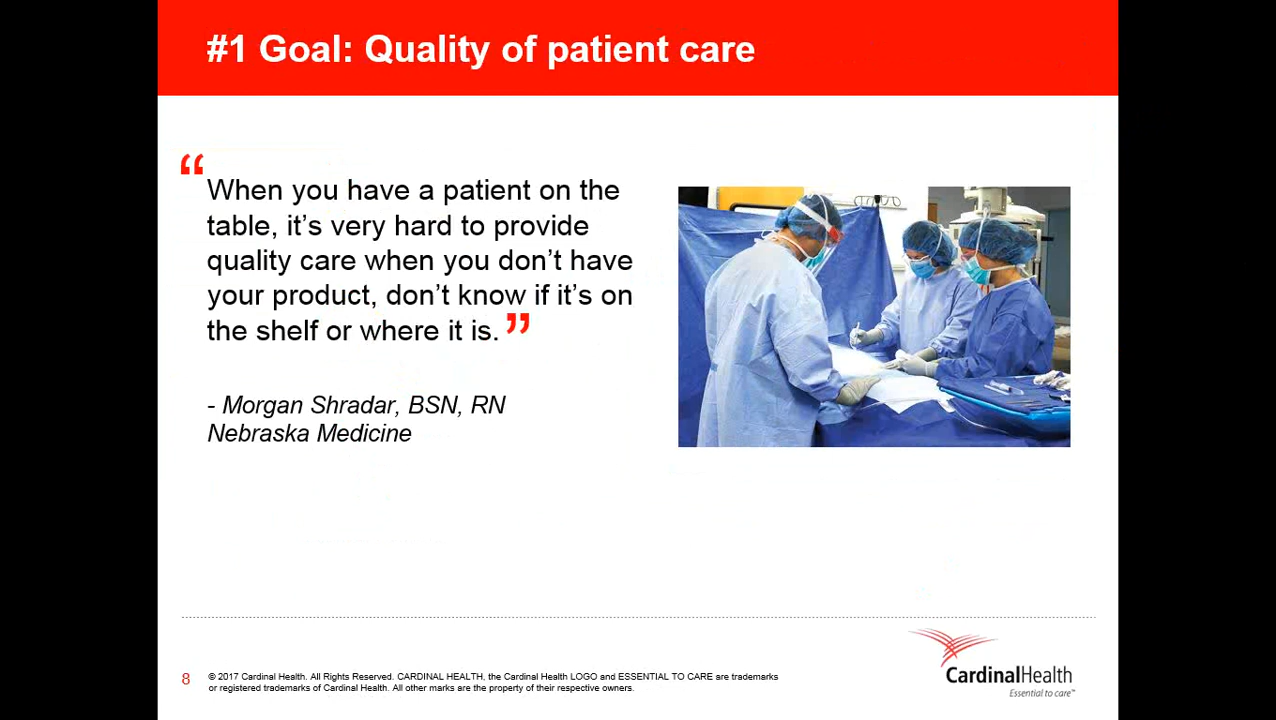 #1 Goal: Quality of patient care
“When you have a patient on the
table, it’s very hard to provide
quality care when you don’t have
your product, don’t know if it’s on
the shelf or where it is.”
- Morgan Shradar, BSN, RN
Nebraska Medicine
8
© 2017 Cardinal Health. All Rights Reserved. CARDINAL HEALTH, the Cardinal Health LOGO and ESSENTIAL TO CARE are trademarks
or registered trademarks of Cardinal Health. All other marks are the property of their respective owners.
CardinalHealth
Essential to care™